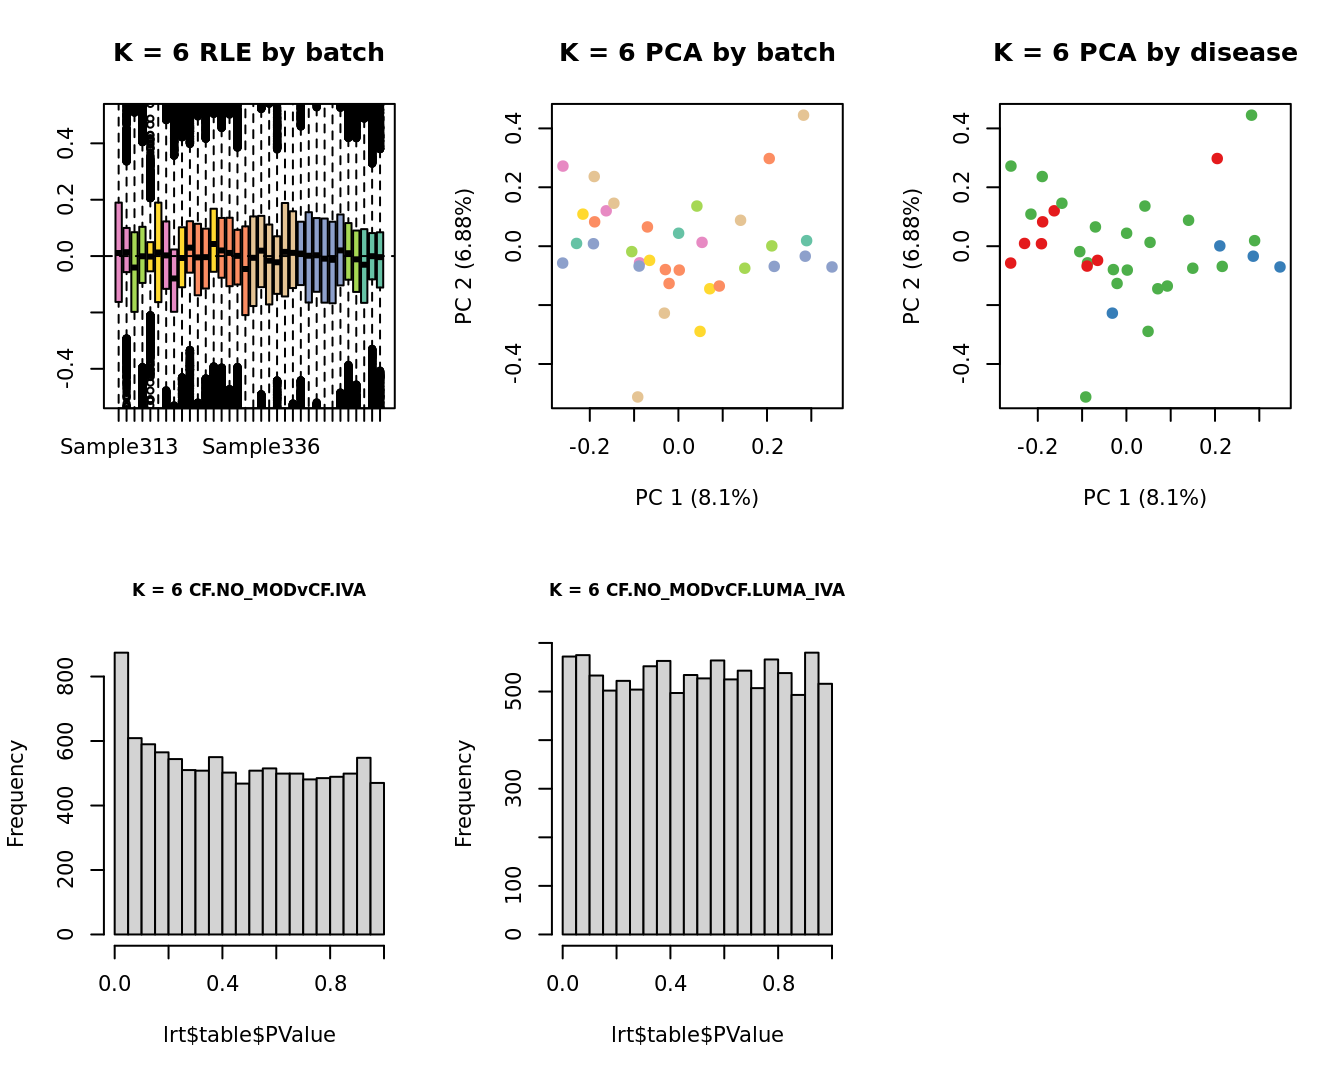 K = 6 RLE by batch
0.4
0.2
0.0
-0.4
Sample313 Sample336
K = 6 PCA by batch
PC 2 (6.88%)
0.4
0.2
0.0
-0.4
-0.2 0.0 0.2
PC 1 (8.1%)
K = 6 PCA by disease
PC 2 (6.88%)
0.4
0.2
0.0
-0.4
-0.2 0.0 0.2
PC 1 (8.1%)
K = 6 CF.NO_MODvCF.IVA
Frequency
800
600
400
200
0
0.0 0.4 0.8
lrt$table$PValue
K = 6 CF.NO_MODvCF.LUMA_IVA
Frequency
500
300
100
0
0.0 0.4 0.8
lrt$table$PValue